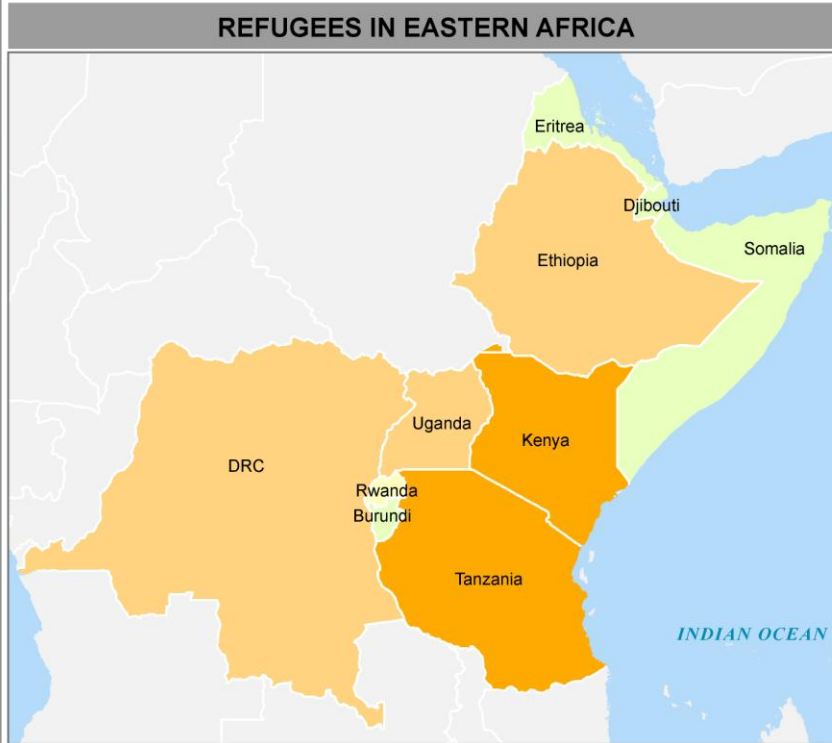 REFUGEES IN EASTERN AFRICA
Eritrea
Djibouti
Somalia
Ethiopia
Uganda
Kenya
DRC
Rwanda
Burundi
Tanzania
INDIAN OCEAN